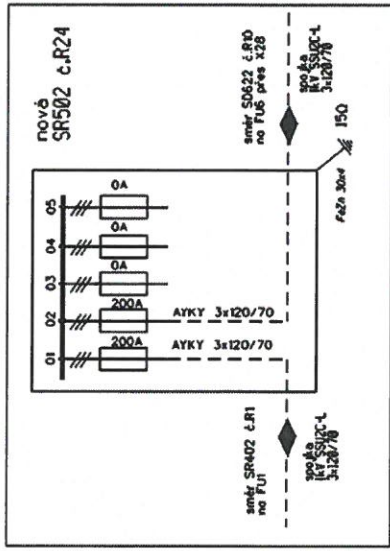 nová
SR502 č.R24
01
02
03
04
05
200A
200A
0A
0A
0A
AYKY 3x120/70
AYKY 3x120/70
směr SR402 č.R1
na FU1
spojka
1kV SSU2C-L
3x120/70
směr SD622 č.R10
na FU6 přes X28
spojka
1kV SSU2C-L
3x120/70
FeZn 30x4
15Ω